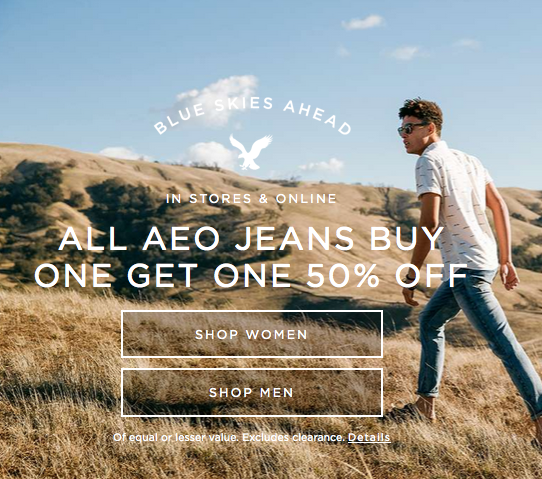 BLUE SKIES AHEAD
IN STORES & ONLINE
ALL AEO JEANS BUY
ONE GET ONE 50% OFF
SHOP WOMEN
SHOP MEN
Of equal or lesser value. Excludes clearance. Details